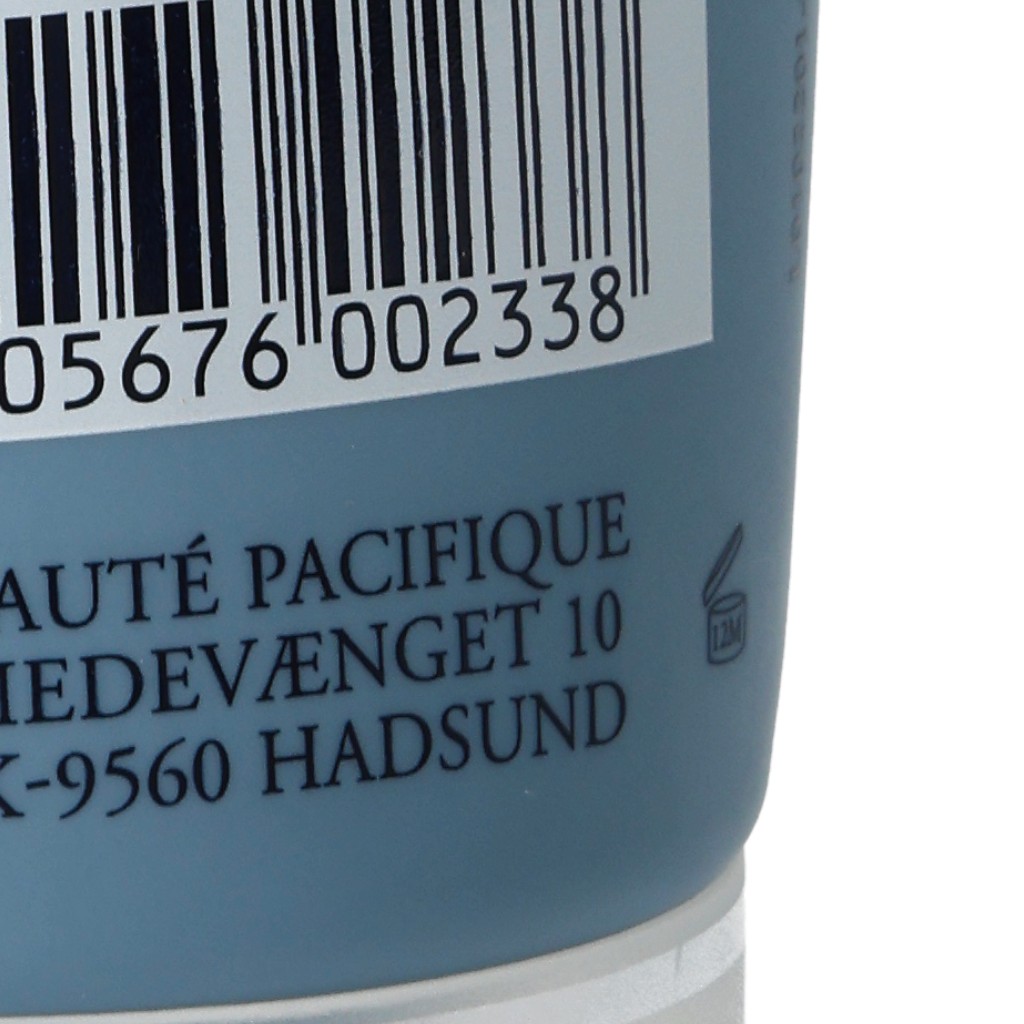 05676 002338
AUTÉ PACIFIQUE
IEDEVÆNGET 10
K-9560 HADSUND
12M